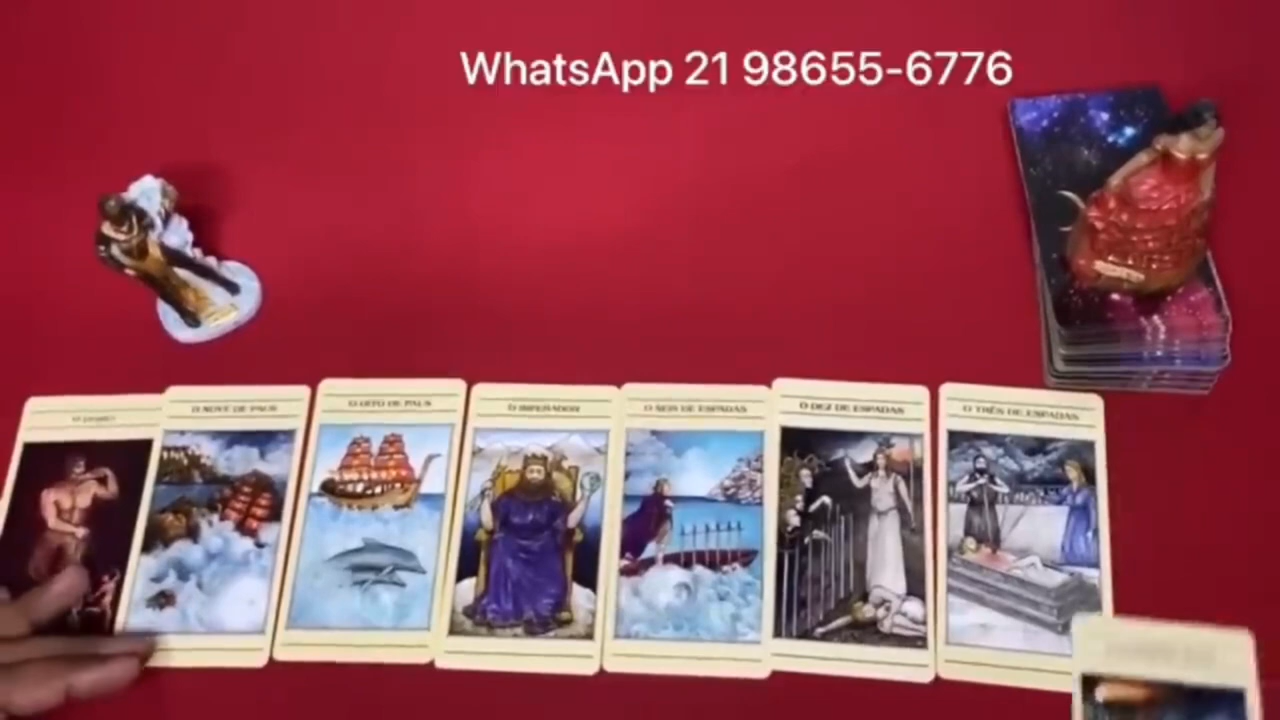 WhatsApp 21 98655-6776
O NOVE DE PAUS
O OITO DE PAUS
O IMPERADOR
O SEIS DE ESPADAS
O DEZ DE ESPADAS
O TRÊS DE ESPADAS